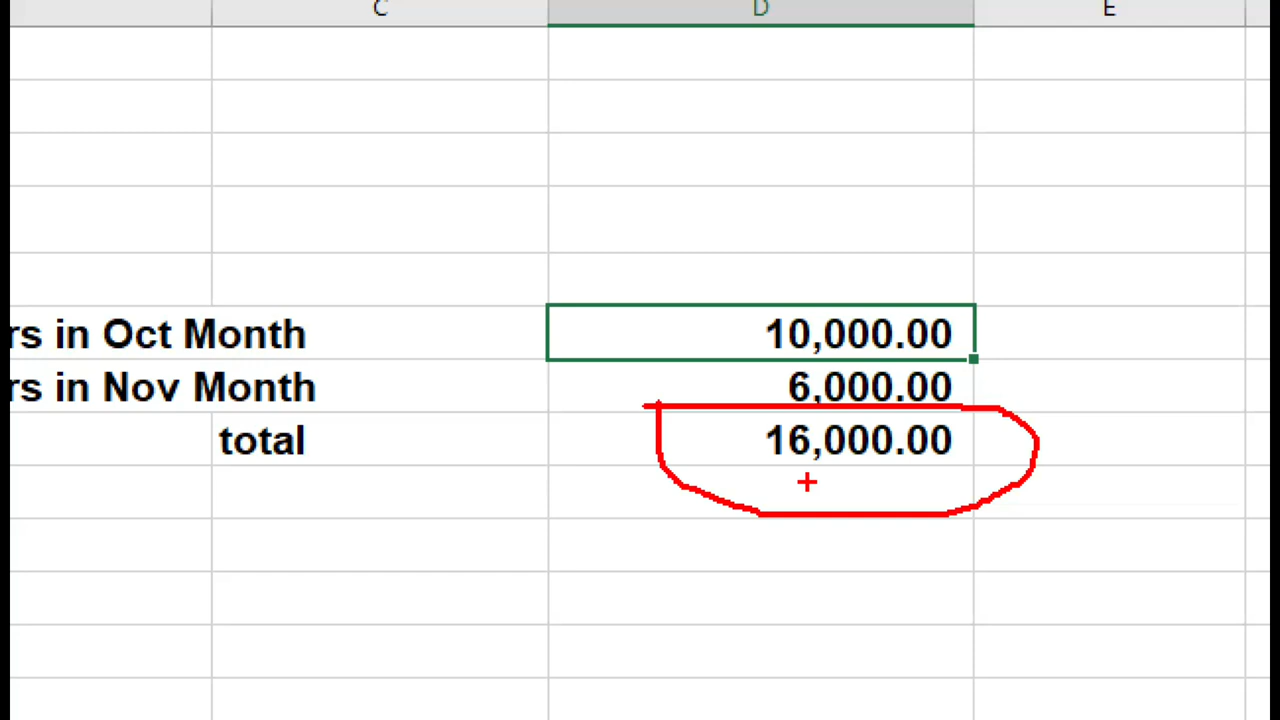 C D E
rs in Oct Month 10,000.00
rs in Nov Month 6,000.00
total 16,000.00